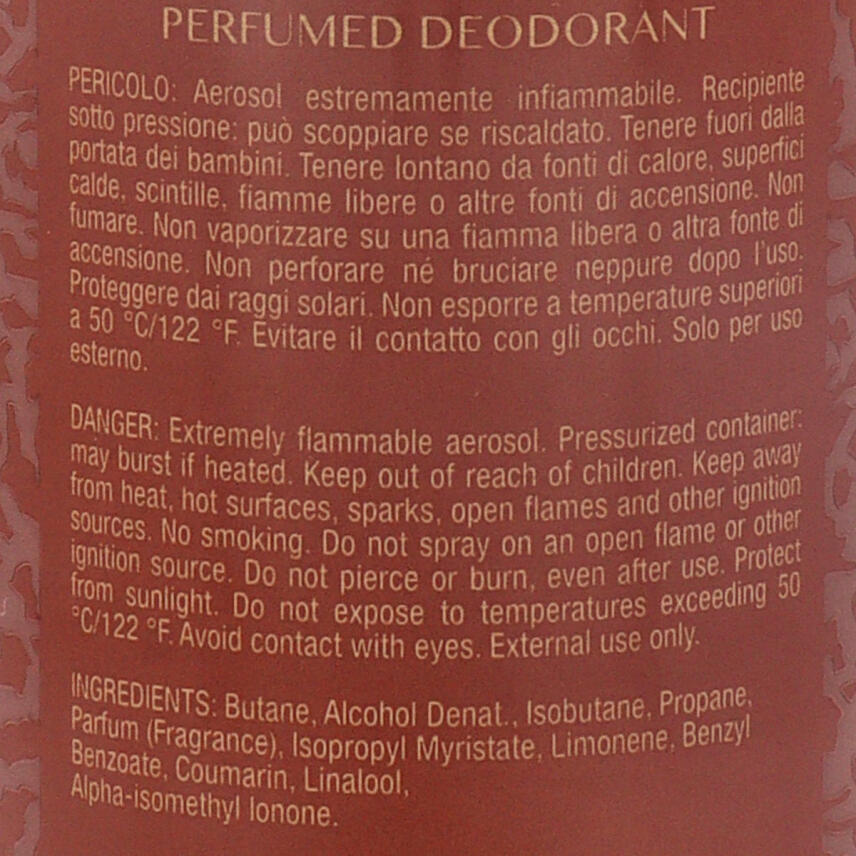 PERFUMED DEODORANT
PERICOLO: Aerosol estremamente infiammabile. Recipiente
sotto pressione: può scoppiare se riscaldato. Tenere fuori dalla
portata dei bambini. Tenere lontano da fonti di calore, superfici
calde, scintille, fiamme libere o altre fonti di accensione. Non
fumare. Non vaporizzare su una fiamma libera o altra fonte di
accensione. Non perforare né bruciare neppure dopo l'uso.
Proteggere dai raggi solari. Non esporre a temperature superiori
a 50 °C/122 °F. Evitare il contatto con gli occhi. Solo per uso
esterno.
DANGER: Extremely flammable aerosol. Pressurized container:
may burst if heated. Keep out of reach of children. Keep away
from heat, hot surfaces, sparks, open flames and other ignition
sources. No smoking. Do not spray on an open flame or other
ignition source. Do not pierce or burn, even after use. Protect
from sunlight. Do not expose to temperatures exceeding 50
°C/122 °F. Avoid contact with eyes. External use only.
INGREDIENTS: Butane, Alcohol Denat., Isobutane, Propane,
Parfum (Fragrance), Isopropyl Myristate, Limonene, Benzyl
Benzoate, Coumarin, Linalool,
Alpha-isomethyl Ionone.